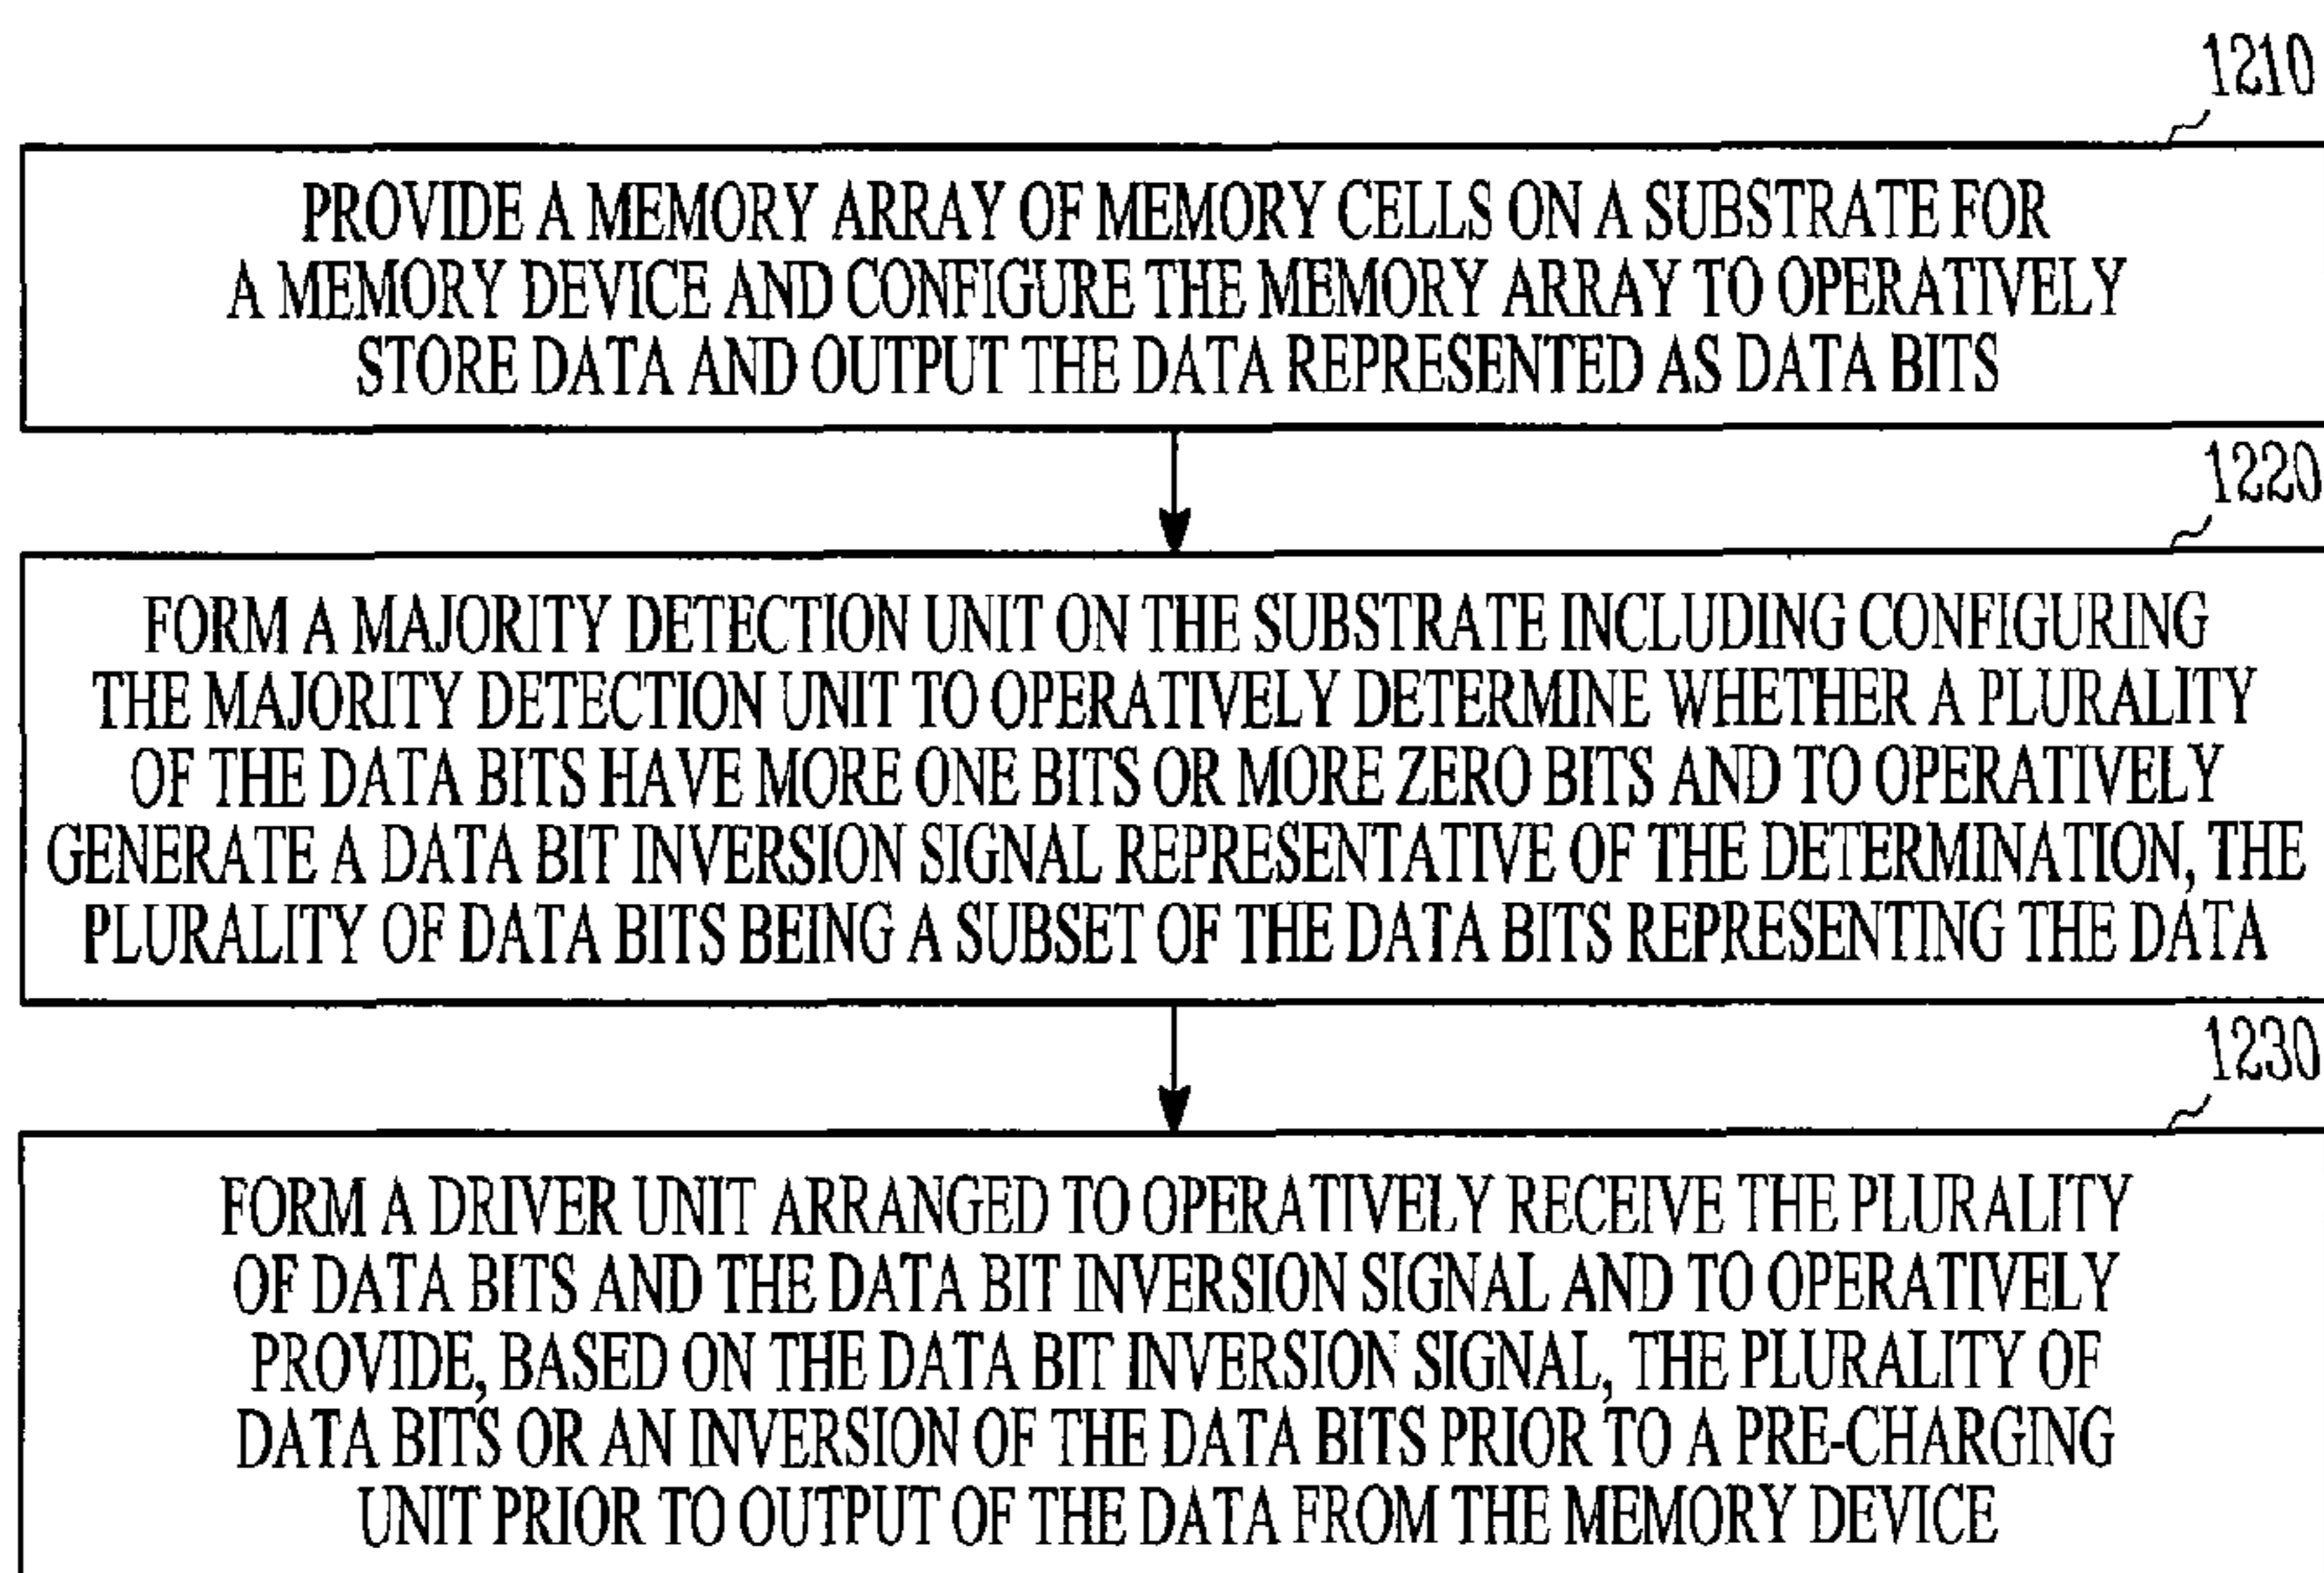 1210
PROVIDE A MEMORY ARRAY OF MEMORY CELLS ON A SUBSTRATE FOR
A MEMORY DEVICE AND CONFIGURE THE MEMORY ARRAY TO OPERATIVELY
STORE DATA AND OUTPUT THE DATA REPRESENTED AS DATA BITS
1220
FORM A MAJORITY DETECTION UNIT ON THE SUBSTRATE INCLUDING CONFIGURING
THE MAJORITY DETECTION UNIT TO OPERATIVELY DETERMINE WHETHER A PLURALITY
OF THE DATA BITS HAVE MORE ONE BITS OR MORE ZERO BITS AND TO OPERATIVELY
GENERATE A DATA BIT INVERSION SIGNAL REPRESENTATIVE OF THE DETERMINATION, THE
PLURALITY OF DATA BITS BEING A SUBSET OF THE DATA BITS REPRESENTING THE DATA
1230
FORM A DRIVER UNIT ARRANGED TO OPERATIVELY RECEIVE THE PLURALITY
OF DATA BITS AND THE DATA BIT INVERSION SIGNAL AND TO OPERATIVELY
PROVIDE, BASED ON THE DATA BIT INVERSION SIGNAL, THE PLURALITY OF
DATA BITS OR AN INVERSION OF THE DATA BITS PRIOR TO A PRE-CHARGING
UNIT PRIOR TO OUTPUT OF THE DATA FROM THE MEMORY DEVICE